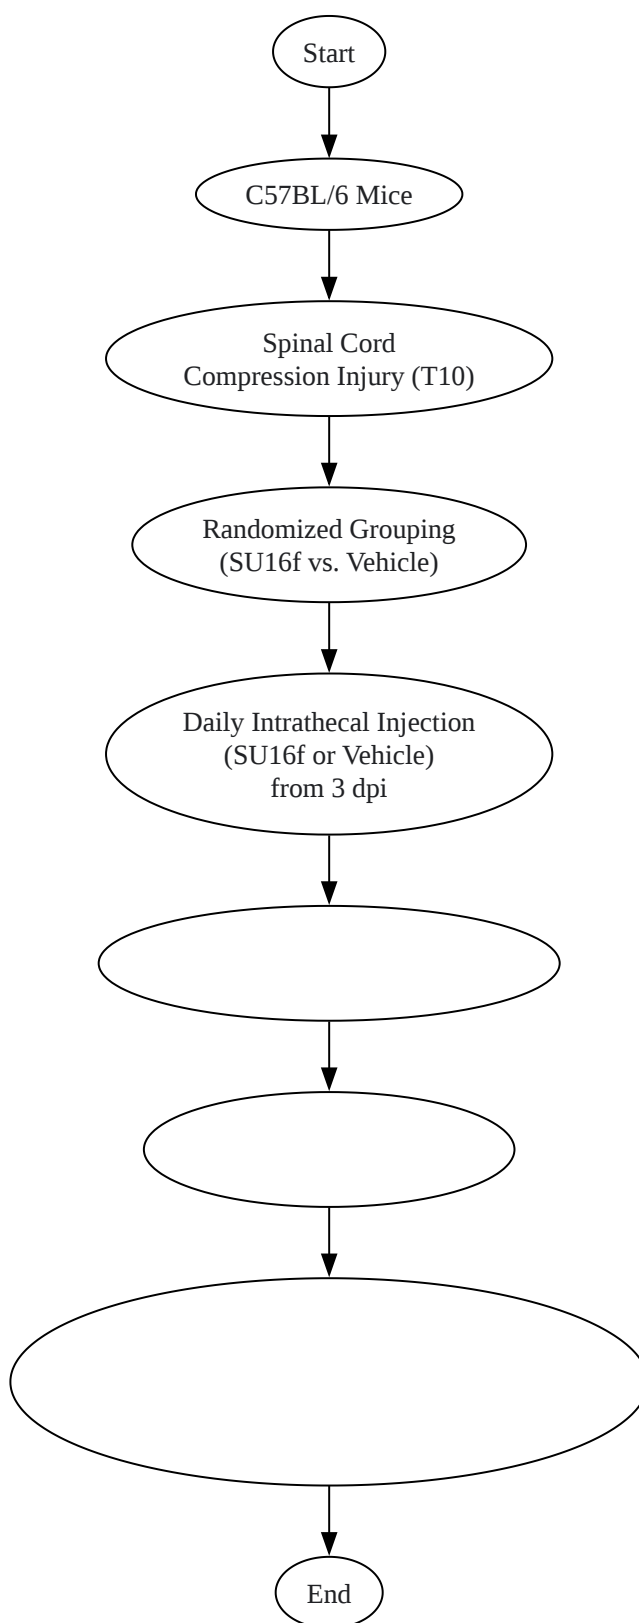 Start
C57BL/6 Mice
Spinal Cord
Compression Injury (T10)
Randomized Grouping
(SU16f vs. Vehicle)
Daily Intrathecal Injection
(SU16f or Vehicle)
from 3 dpi
End